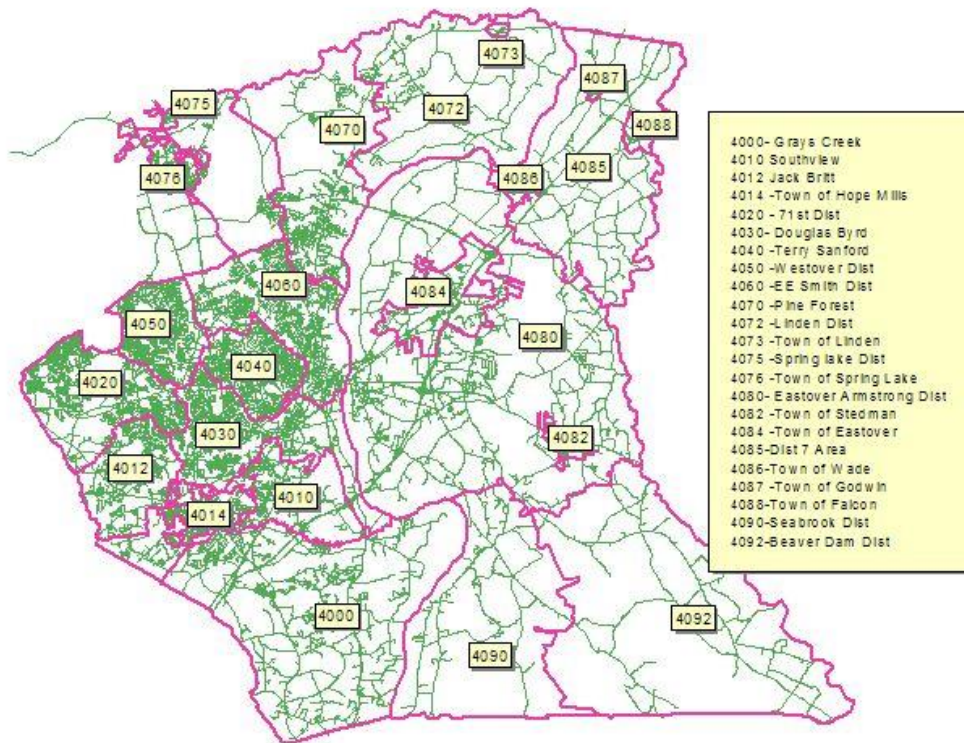 4073
4087
4075
4072
4070
4088
4085
4076
4086
4060
4084
4050
4080
4040
4020
4030
4082
4012
4010
4014
4000
4092
4090
4000- Grays Creek
4010 Southview
4012 Jack Britt
4014 -Town of Hope Mills
4020 - 71st Dist
4030- Douglas Byrd
4040 -Terry Sanford
4050 -Westover Dist
4060 -EE Smith Dist
4070 -Pine Forest
4072 -Linden Dist
4073 -Town of Linden
4075 -Spring lake Dist
4076 -Town of Spring Lake
4080- Eastover Armstrong Dist
4082 -Town of Stedman
4084 -Town of Eastover
4085-Dist 7 Area
4086-Town of Wade
4087 -Town of Godwin
4088-Town of Falcon
4090-Seabrook Dist
4092-Beaver Dam Dist